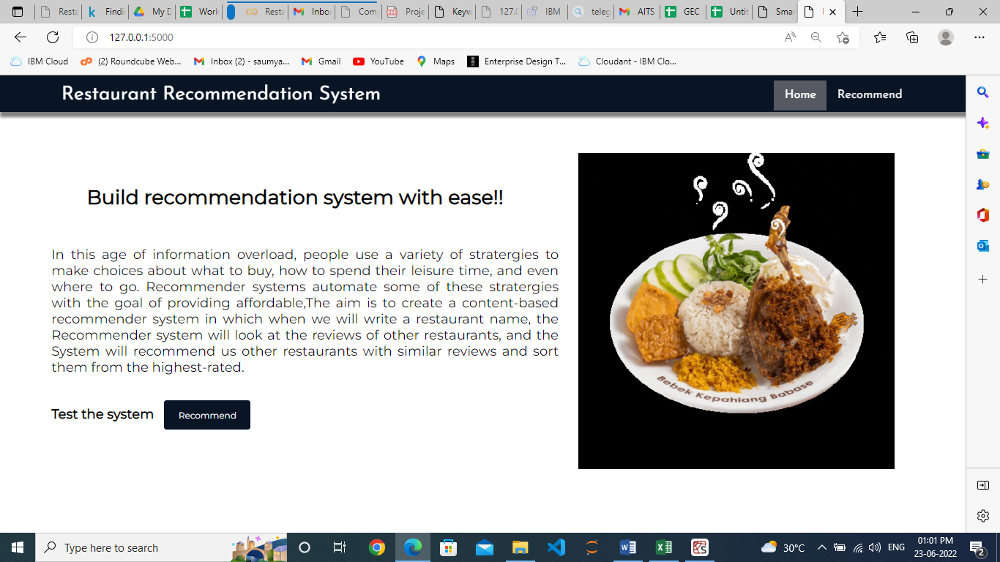 Resta
Findi
My D
Work
Resta
Inbox
Com
Proje
Keyw
127.0
IBM
teleg
AITS
GEC
Untit
Smar
127.0.0.1:5000
IBM Cloud
(2) Roundcube Web...
Inbox (2) - saumya...
Gmail
YouTube
Maps
Enterprise Design T...
Cloudant - IBM Clo...
Restaurant Recommendation System
Home
Recommend
Build recommendation system with ease!!
In this age of information overload, people use a variety of stratergies to
make choices about what to buy, how to spend their leisure time, and even
where to go. Recommender systems automate some of these stratergies
with the goal of providing affordable,The aim is to create a content-based
recommender system in which when we will write a restaurant name, the
Recommender system will look at the reviews of other restaurants, and the
System will recommend us other restaurants with similar reviews and sort
them from the highest-rated.
Test the system
Recommend
Bebek Kepahiang Babase
Type here to search
30°C
ENG
01:01 PM
23-06-2022
2